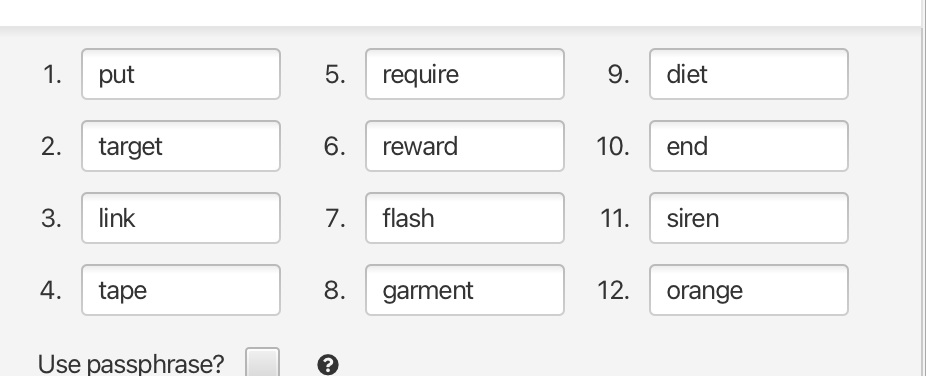 1. put 5. require 9. diet
2. target 6. reward 10. end
3. link 7. flash 11. siren
4. tape 8. garment 12. orange
Use passphrase? ?